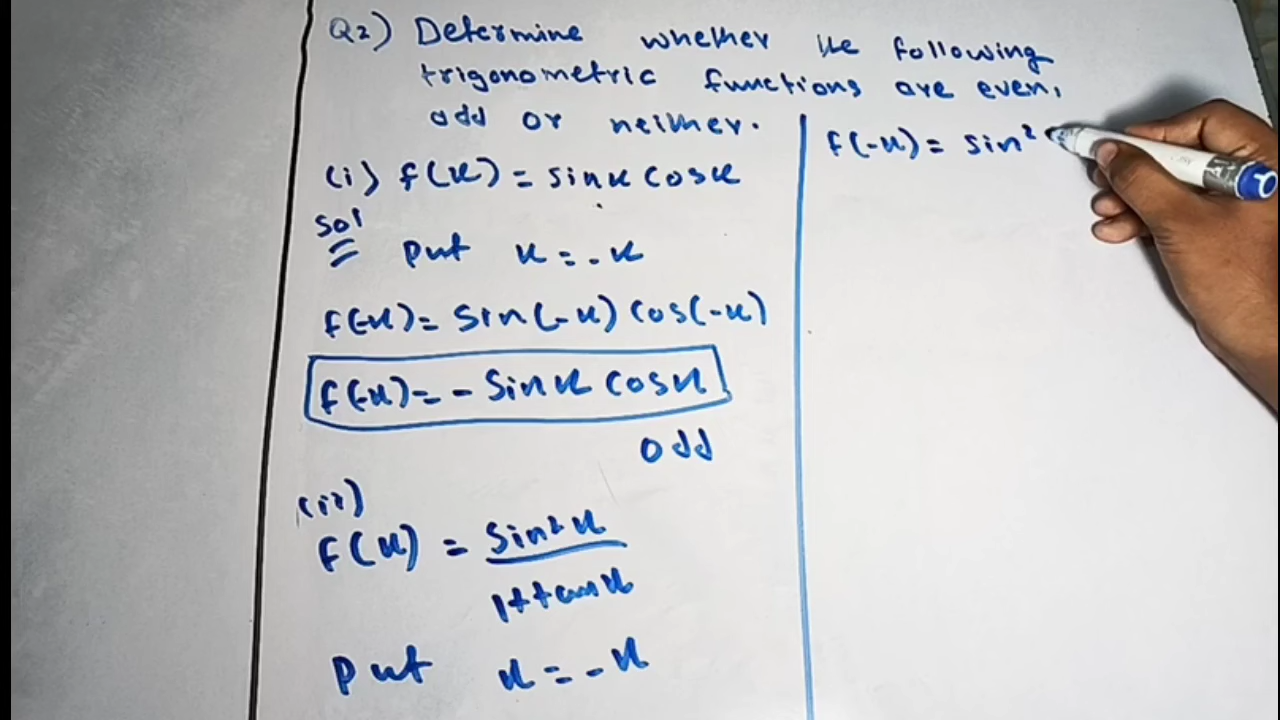 Q2) Determine whether the following
trigonometric functions are even,
odd or neither.
(i) f(x) = sinx cosx
Sol
put x = -x
f(-x) = sin(-x) cos(-x)
f(-x) = - sinx cosx
odd
(ii)
f(x) = sin²x
1+tanx
put x = -x
f(-x) = sin²